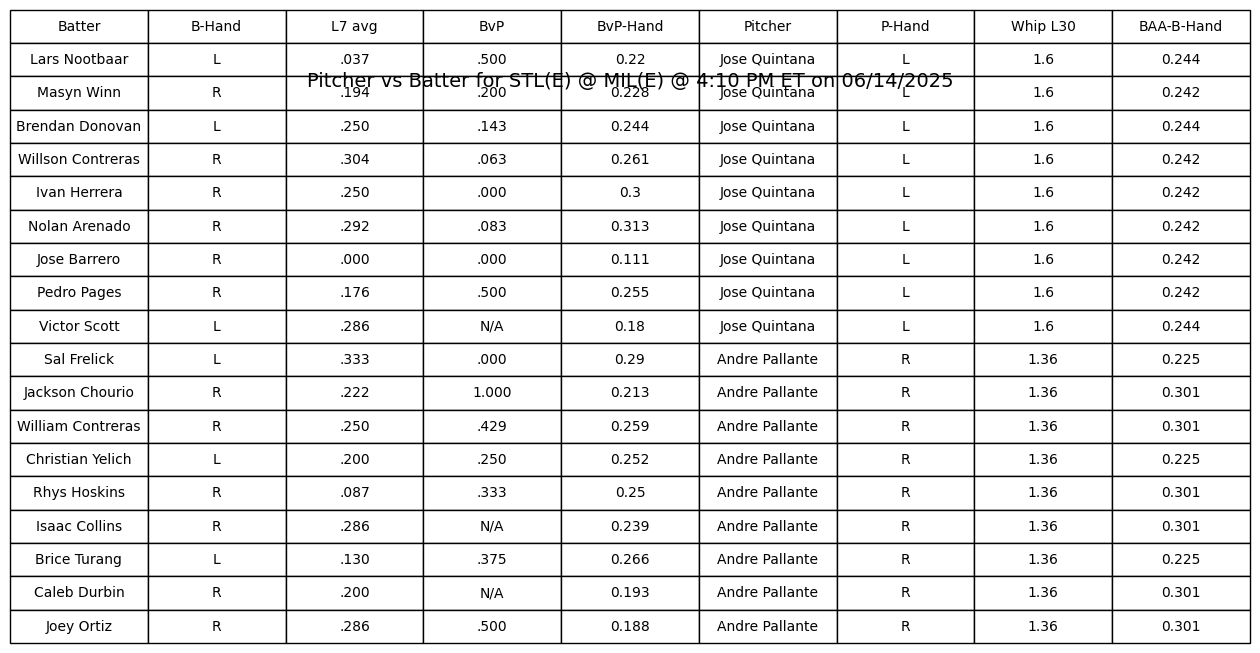 Batter B-Hand L7 avg BvP BvP-Hand Pitcher P-Hand Whip L30 BAA-B-Hand
Lars Nootbaar L .037 .500 0.22 Jose Quintana L 1.6 0.244
Pitcher vs Batter for STL(E) @ MIL(E) @ 4:10 PM ET on 06/14/2025
Masyn Winn R .194 .200 0.228 Jose Quintana L 1.6 0.242
Brendan Donovan L .250 .143 0.244 Jose Quintana L 1.6 0.244
Willson Contreras R .304 .063 0.261 Jose Quintana L 1.6 0.242
Ivan Herrera R .250 .000 0.3 Jose Quintana L 1.6 0.242
Nolan Arenado R .292 .083 0.313 Jose Quintana L 1.6 0.242
Jose Barrero R .000 .000 0.111 Jose Quintana L 1.6 0.242
Pedro Pages R .176 .500 0.255 Jose Quintana L 1.6 0.242
Victor Scott L .286 N/A 0.18 Jose Quintana L 1.6 0.244
Sal Frelick L .333 .000 0.29 Andre Pallante R 1.36 0.225
Jackson Chourio R .222 1.000 0.213 Andre Pallante R 1.36 0.301
William Contreras R .250 .429 0.259 Andre Pallante R 1.36 0.301
Christian Yelich L .200 .250 0.252 Andre Pallante R 1.36 0.225
Rhys Hoskins R .087 .333 0.25 Andre Pallante R 1.36 0.301
Isaac Collins R .286 N/A 0.239 Andre Pallante R 1.36 0.301
Brice Turang L .130 .375 0.266 Andre Pallante R 1.36 0.225
Caleb Durbin R .200 N/A 0.193 Andre Pallante R 1.36 0.301
Joey Ortiz R .286 .500 0.188 Andre Pallante R 1.36 0.301